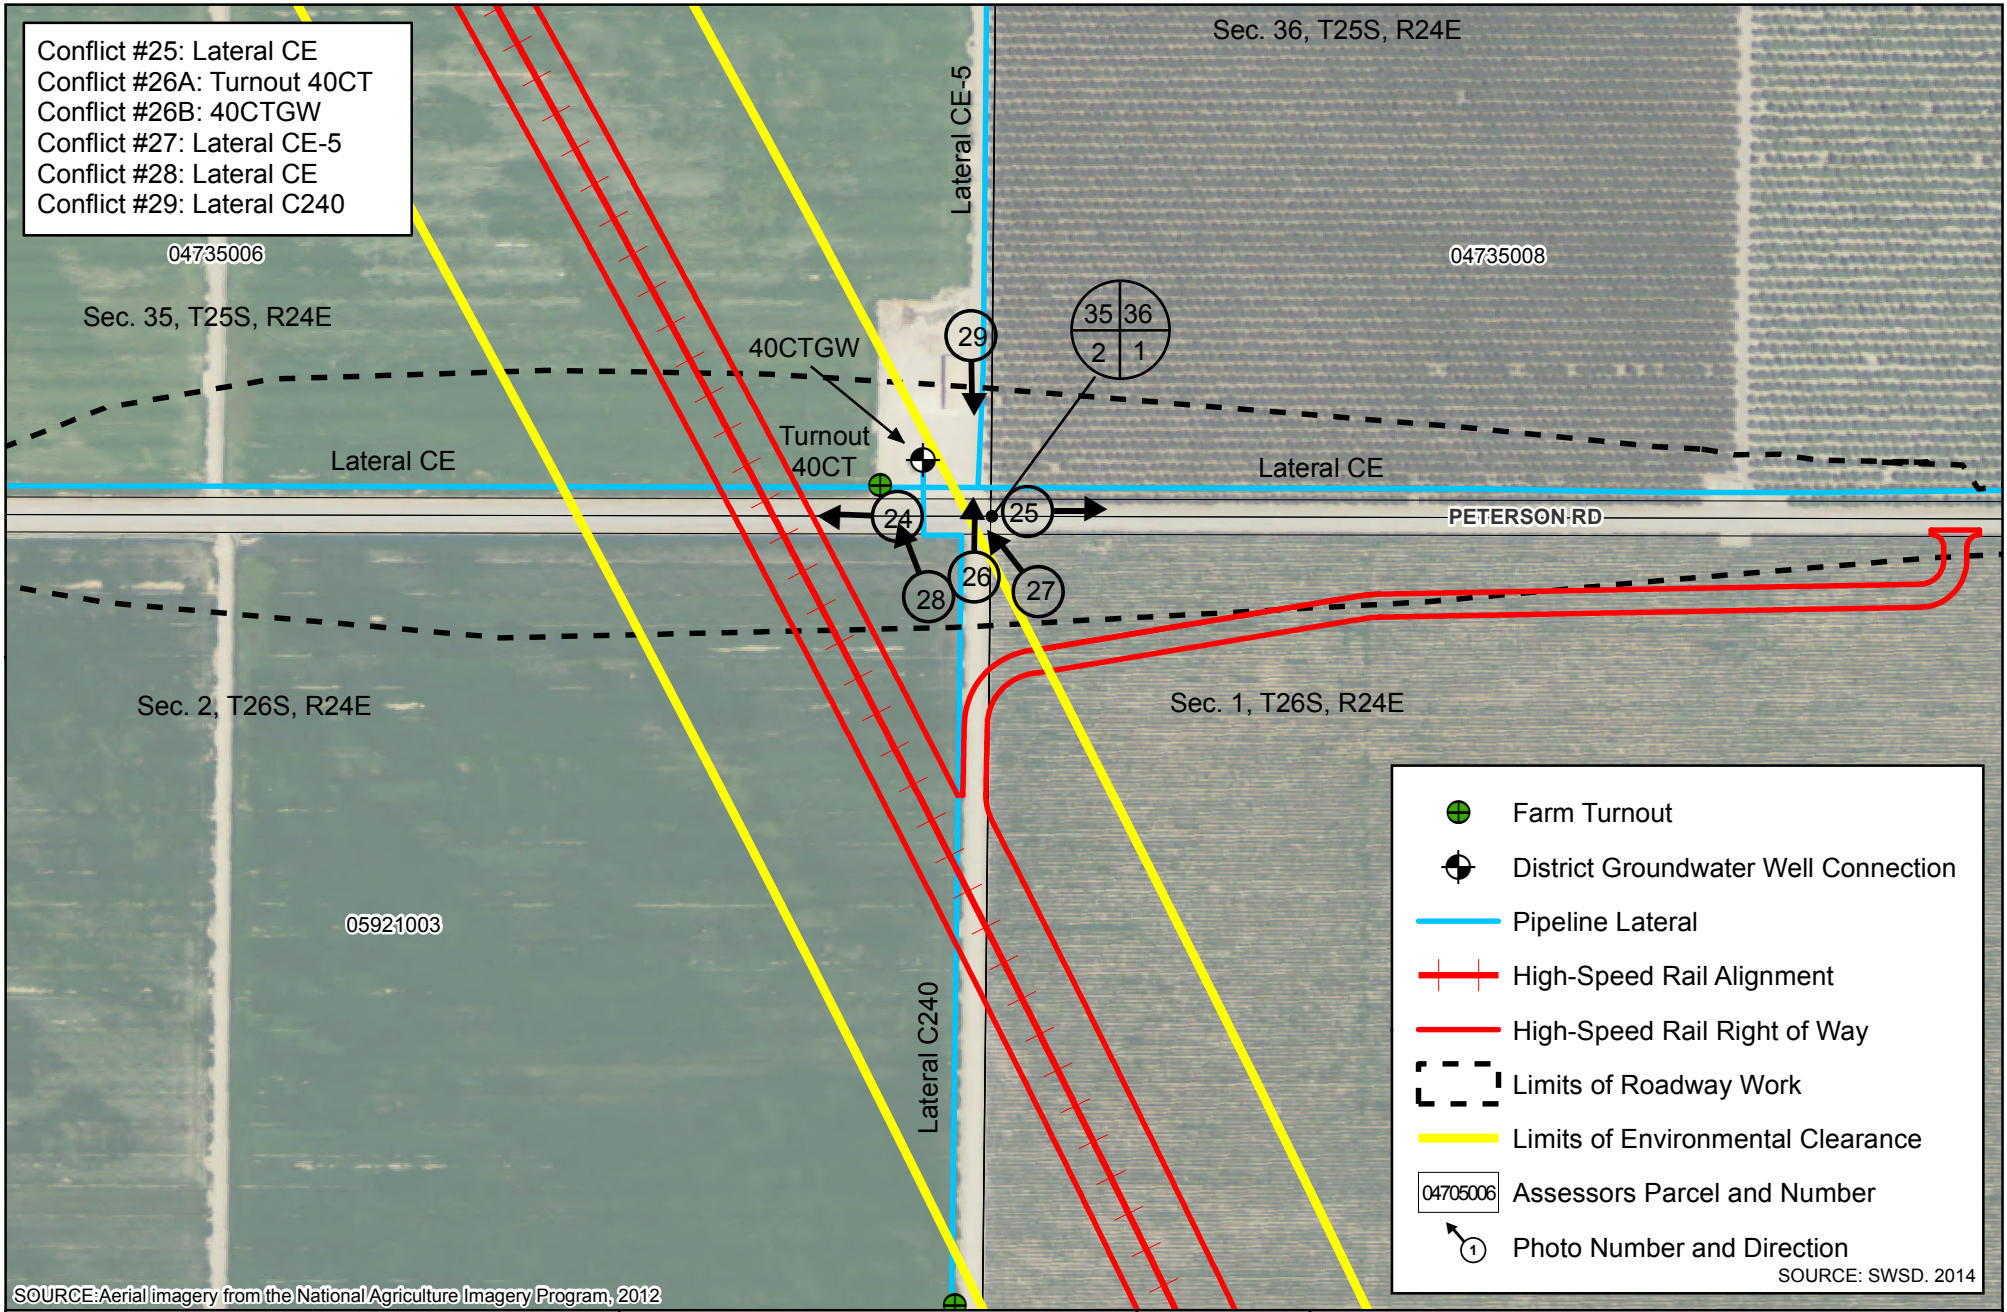 Conflict #25: Lateral CE
Conflict #26A: Turnout 40CT
Conflict #26B: 40CTGW
Conflict #27: Lateral CE-5
Conflict #28: Lateral CE
Conflict #29: Lateral C240
Sec. 36, T25S, R24E
Lateral CE-5
04735006
04735008
Sec. 35, T25S, R24E
35 36
2 1
29
40CTGW
Turnout
40CT
Lateral CE
Lateral CE
24
25
PETERSON RD
26
27
28
Sec. 2, T26S, R24E
Sec. 1, T26S, R24E
05921003
Lateral C240
Farm Turnout
District Groundwater Well Connection
Pipeline Lateral
High-Speed Rail Alignment
High-Speed Rail Right of Way
Limits of Roadway Work
Limits of Environmental Clearance
04705006 Assessors Parcel and Number
1 Photo Number and Direction
SOURCE: SWSD. 2014
SOURCE:Aerial imagery from the National Agriculture Imagery Program, 2012